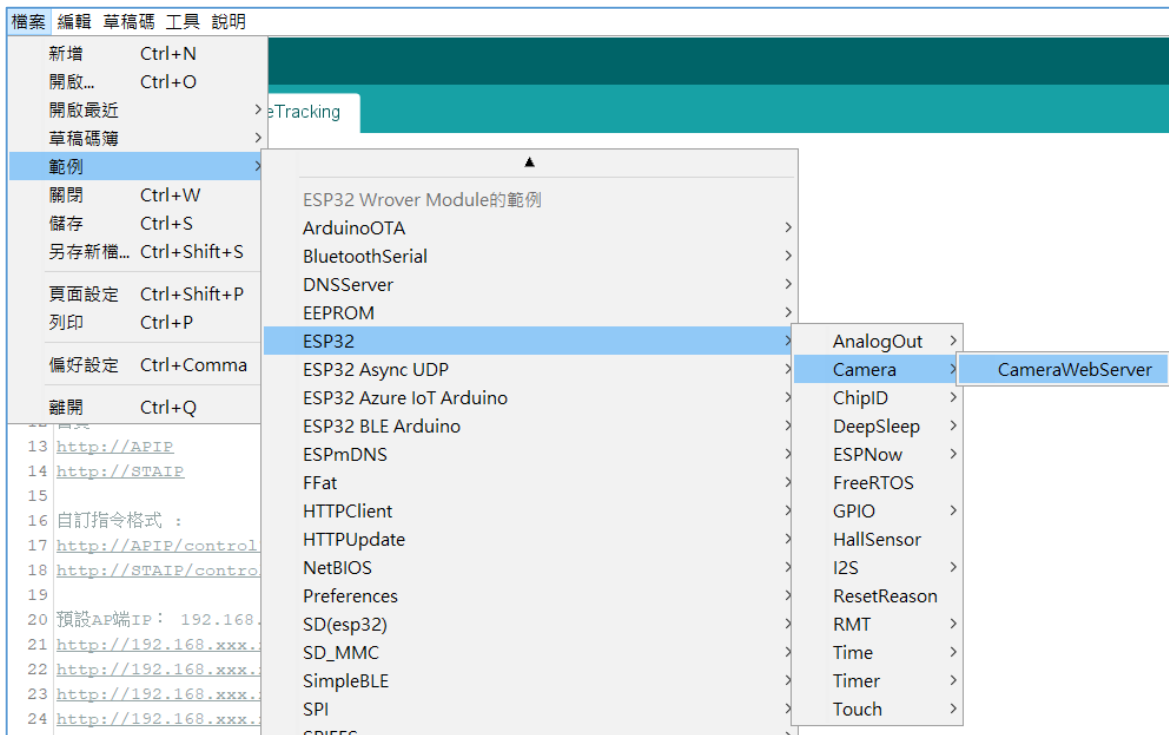 檔案 編輯 草稿碼 工具 說明
新增 Ctrl+N
開啟... Ctrl+O
開啟最近
草稿碼簿
範例
關閉 Ctrl+W
儲存 Ctrl+S
另存新檔... Ctrl+Shift+S
頁面設定 Ctrl+Shift+P
列印 Ctrl+P
偏好設定 Ctrl+Comma
離開 Ctrl+Q
eTracking
ESP32 Wrover Module的範例
ArduinoOTA
BluetoothSerial
DNSServer
EEPROM
ESP32
ESP32 Async UDP
ESP32 Azure IoT Arduino
ESP32 BLE Arduino
ESPmDNS
FFat
HTTPClient
HTTPUpdate
NetBIOS
Preferences
SD(esp32)
SD_MMC
SimpleBLE
SPI
SPIFFS
AnalogOut
Camera
ChipID
DeepSleep
ESPNow
FreeRTOS
GPIO
HallSensor
I2S
ResetReason
RMT
Time
Timer
Touch
CameraWebServer
12
13 http://APIP
14 http://STAIP
15
16 自訂指令格式 :
17 http://APIP/control
18 http://STAIP/contro
19
20 預設AP端IP： 192.168.
21 http://192.168.xxx.
22 http://192.168.xxx.
23 http://192.168.xxx.
24 http://192.168.xxx.